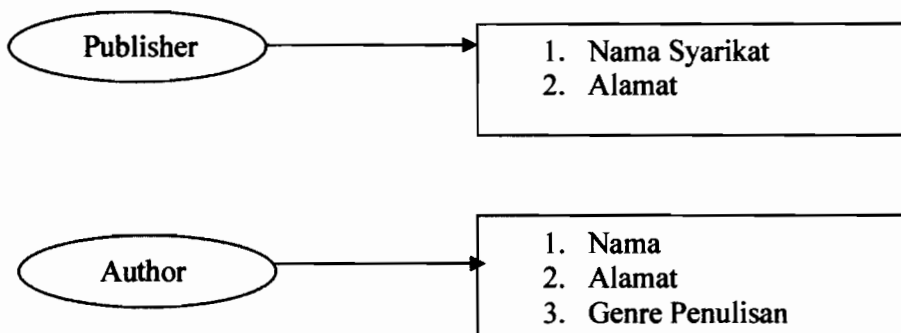 Publisher
1. Nama Syarikat
2. Alamat
Author
1. Nama
2. Alamat
3. Genre Penulisan